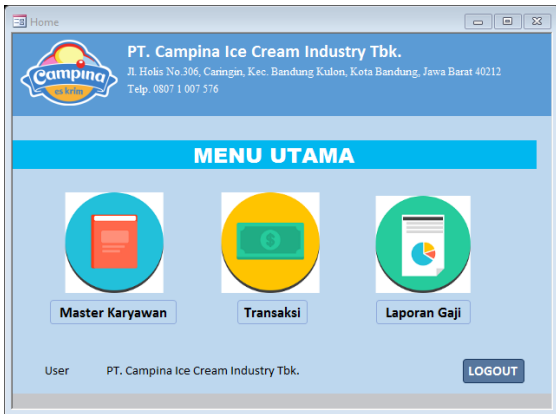 Home
PT. Campina Ice Cream Industry Tbk.
Jl. Holis No.306, Caringin, Kec. Bandung Kulon, Kota Bandung, Jawa Barat 40212
Telp. 0807 1 007 576
Campina
es krim
MENU UTAMA
$
Master Karyawan
Transaksi
Laporan Gaji
User
PT. Campina Ice Cream Industry Tbk.
LOGOUT